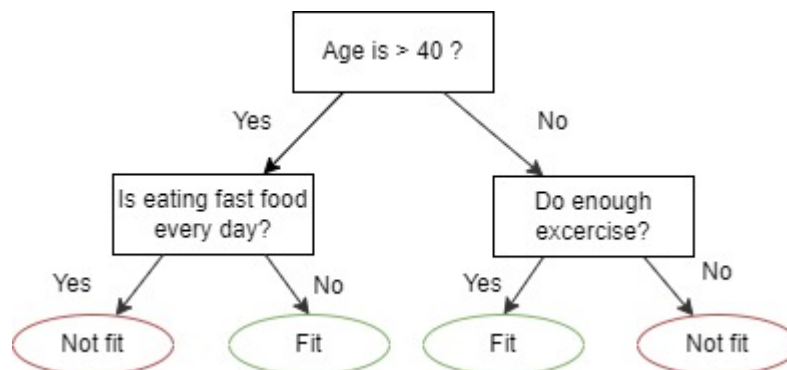 Age is > 40 ?
Yes
No
Is eating fast food
every day?
Do enough
excercise?
Yes
No
Yes
No
Not fit
Fit
Fit
Not fit